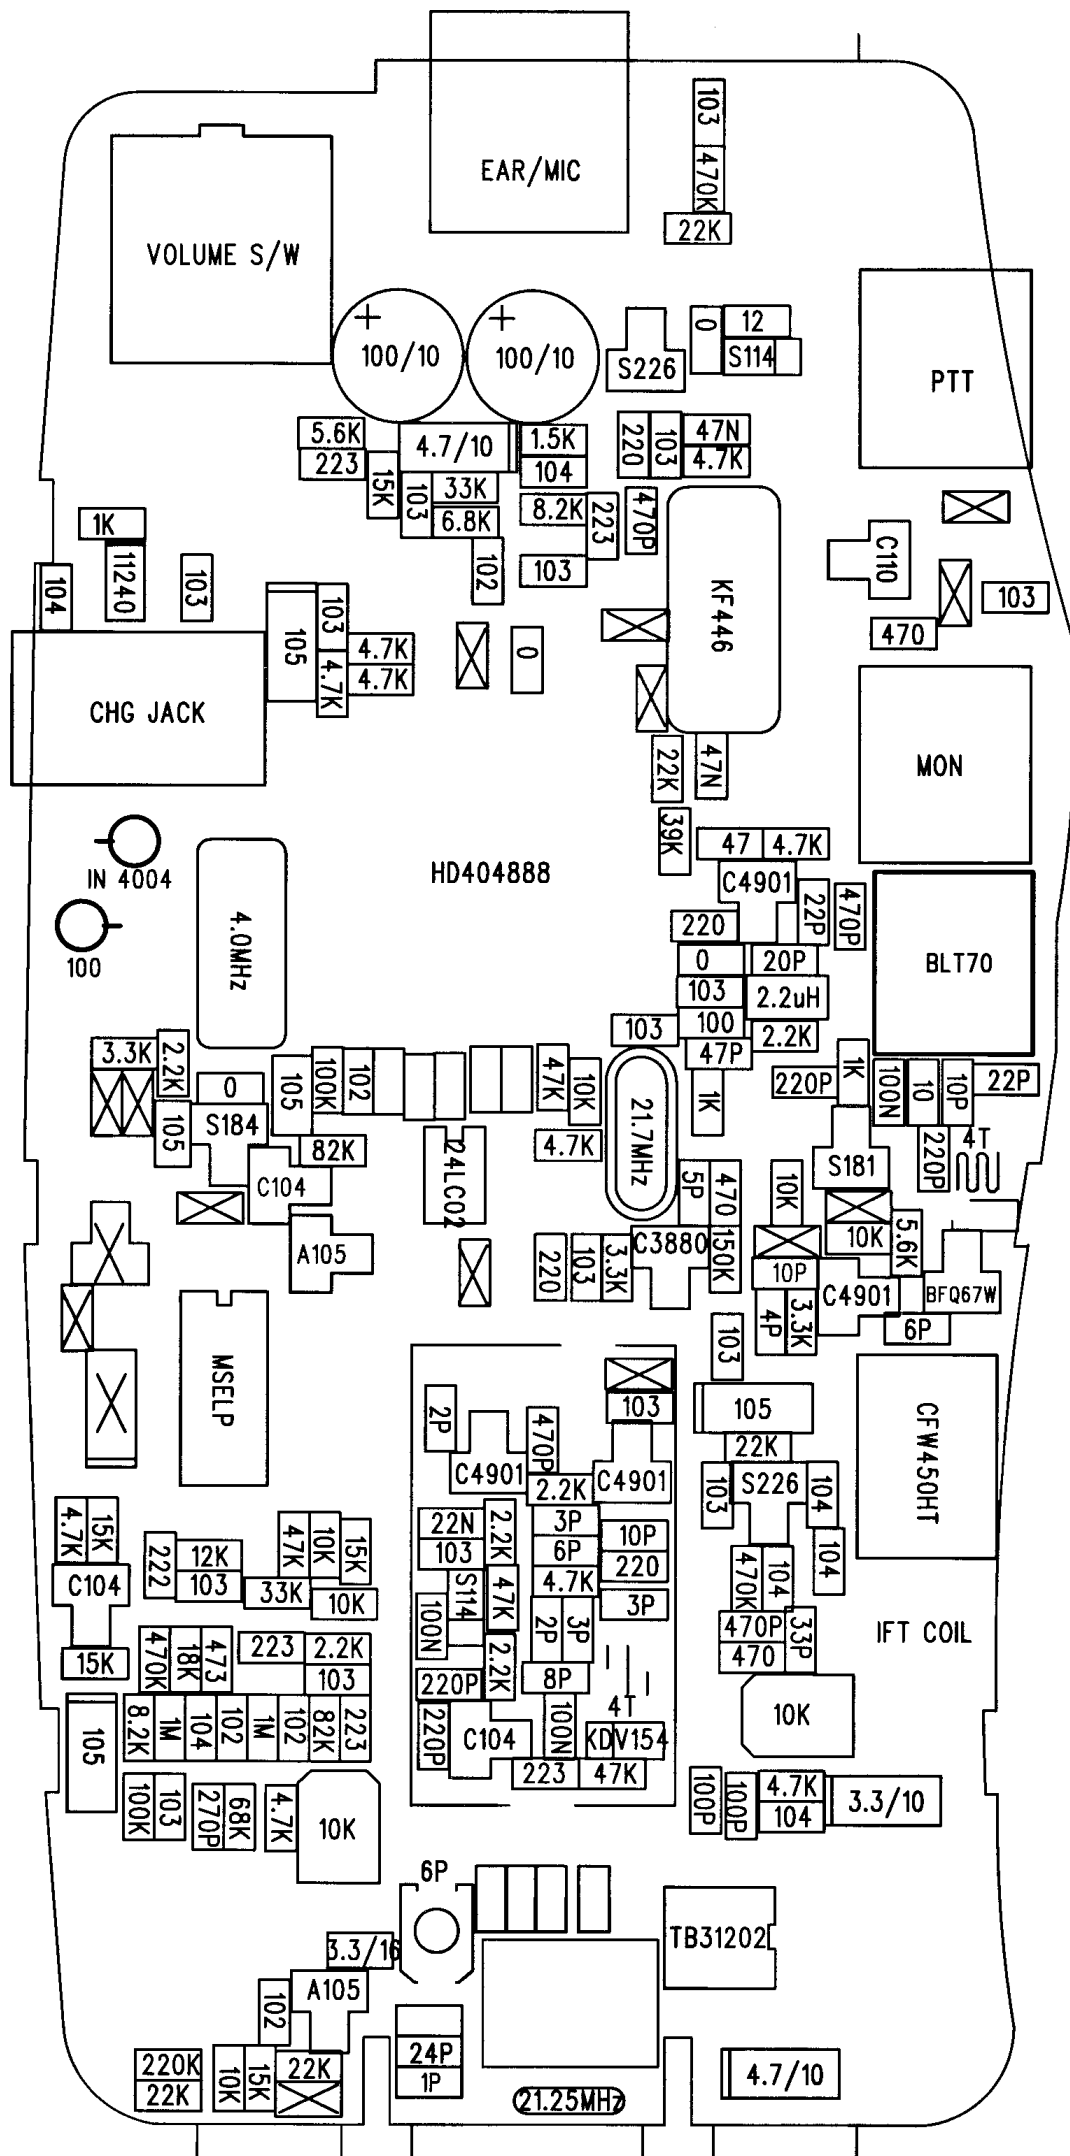 103
470K
22K
EAR/MIC
VOLUME S/W
100/10
100/10
S226
0
12
S114
PTT
5.6K
223
15K
4.7/10
103
33K
6.8K
102
1.5K
104
8.2K
223
103
220
103
47N
4.7K
470P
KF446
C110
103
470
1K
11240
104
103
105
103
4.7K
4.7K
4.7K
0
CHG JACK
MON
22K
47N
39K
IN 4004
100
4.0MHz
HD404888
47
4.7K
C4901
22P
470P
220
0
20P
103
2.2uH
100
2.2K
103
47P
BLT70
3.3K
2.2K
0
105
S184
105
100K
102
82K
C104
A105
47K
10K
4.7K
24LC02
21.7MHz
1K
220P
1K
100N
10
10P
22P
220P
4T
S181
5P
470
10K
10K
5.6K
220
103
3.3K
C3880
150K
10P
C4901
BFQ67W
6P
4P
3.3K
103
MSELP
103
2P
470P
C4901
C4901
2.2K
105
22K
103
S226
104
104
CFW450HT
4.7K
15K
C104
15K
222
12K
103
47K
10K
15K
33K
10K
22N
103
2.2K
3P
6P
10P
220
S114
100N
47K
4.7K
2P
3P
3P
470K
104
470P
470
33P
IFT COIL
470K
18K
473
223
2.2K
103
220P
2.2K
8P
4T
105
8.2K
1M
104
102
1M
102
82K
223
220P
C104
100N
KDV154
223
47K
10K
100K
103
270P
68K
4.7K
10K
100P
100P
4.7K
104
3.3/10
6P
3.3/16
TB31202
102
A105
220K
22K
10K
15K
22K
24P
1P
21.25MHz
4.7/10